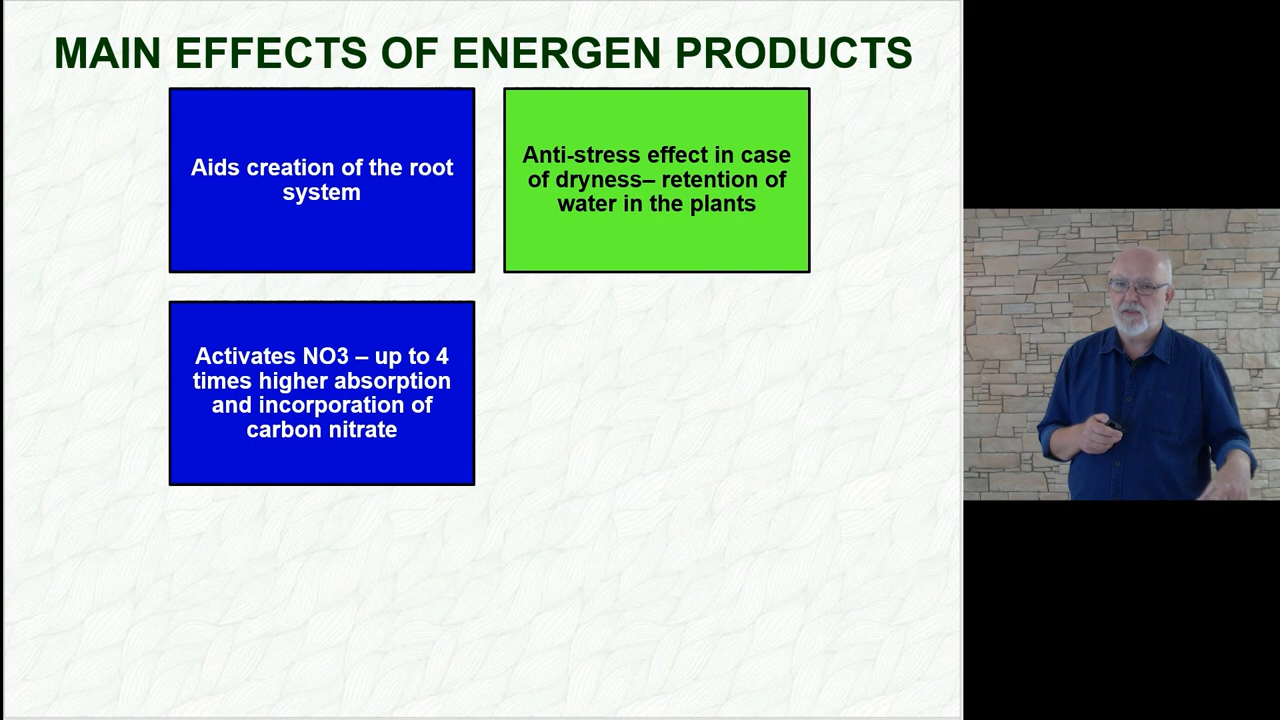 MAIN EFFECTS OF ENERGEN PRODUCTS
Aids creation of the root
system
Anti-stress effect in case
of dryness– retention of
water in the plants
Activates NO3 – up to 4
times higher absorption
and incorporation of
carbon nitrate